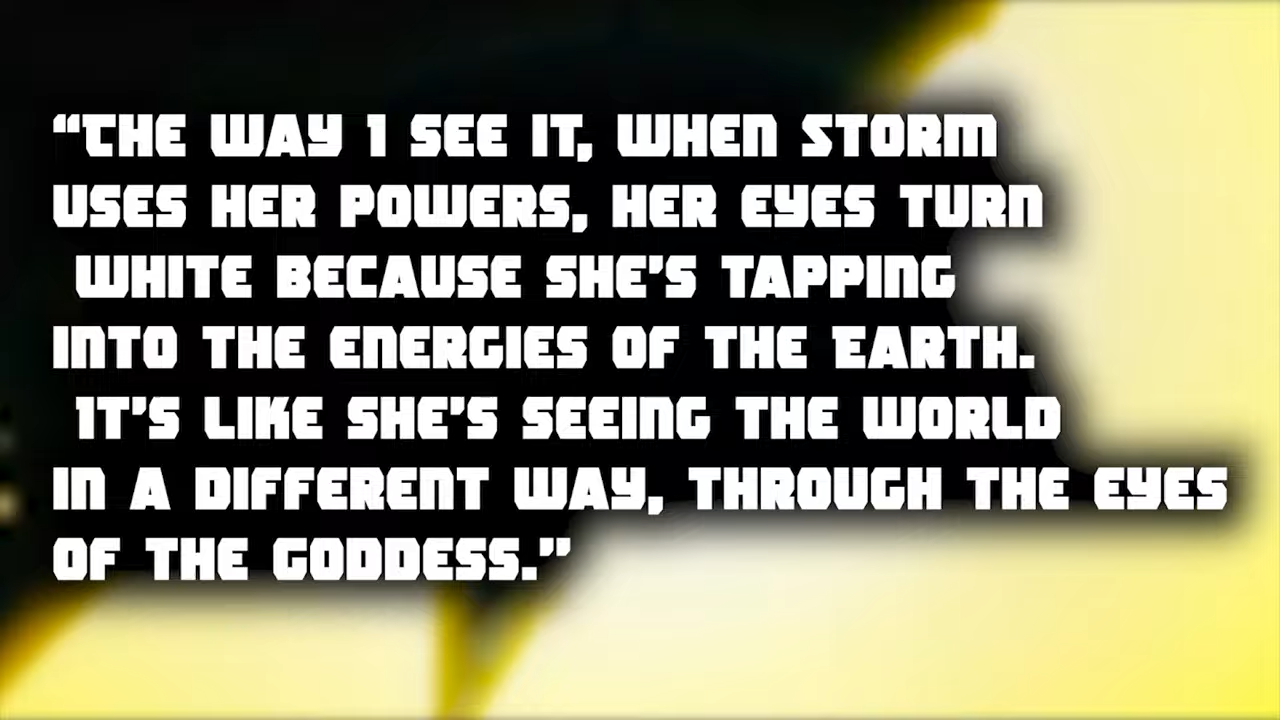 “THE WAY I SEE IT, WHEN STORM
USES HER POWERS, HER EYES TURN
WHITE BECAUSE SHE’S TAPPING
INTO THE ENERGIES OF THE EARTH.
IT’S LIKE SHE’S SEEING THE WORLD
IN A DIFFERENT WAY, THROUGH THE EYES
OF THE GODDESS.”